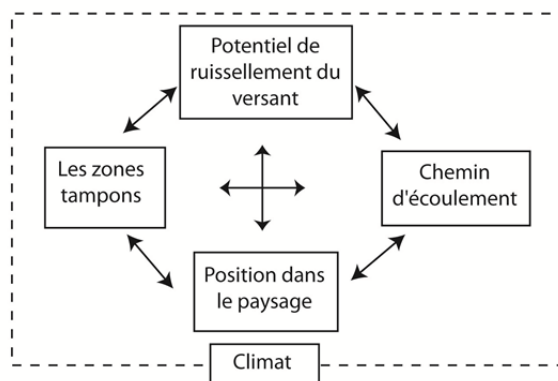 Potentiel de
ruissellement du
versant
Les zones
tampons
Chemin
d'écoulement
Position dans
le paysage
Climat